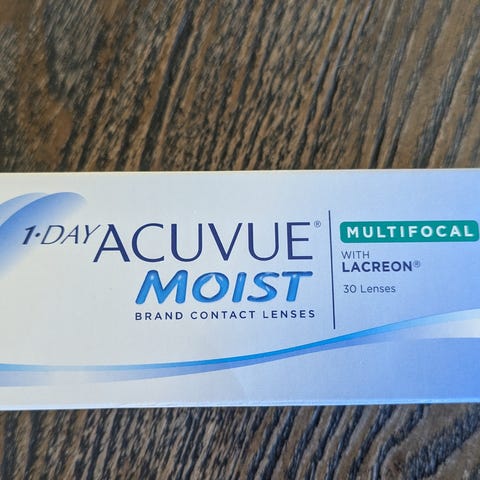 1·DAY ACUVUE®
MOIST
BRAND CONTACT LENSES
MULTIFOCAL
WITH
LACREON®
30 Lenses